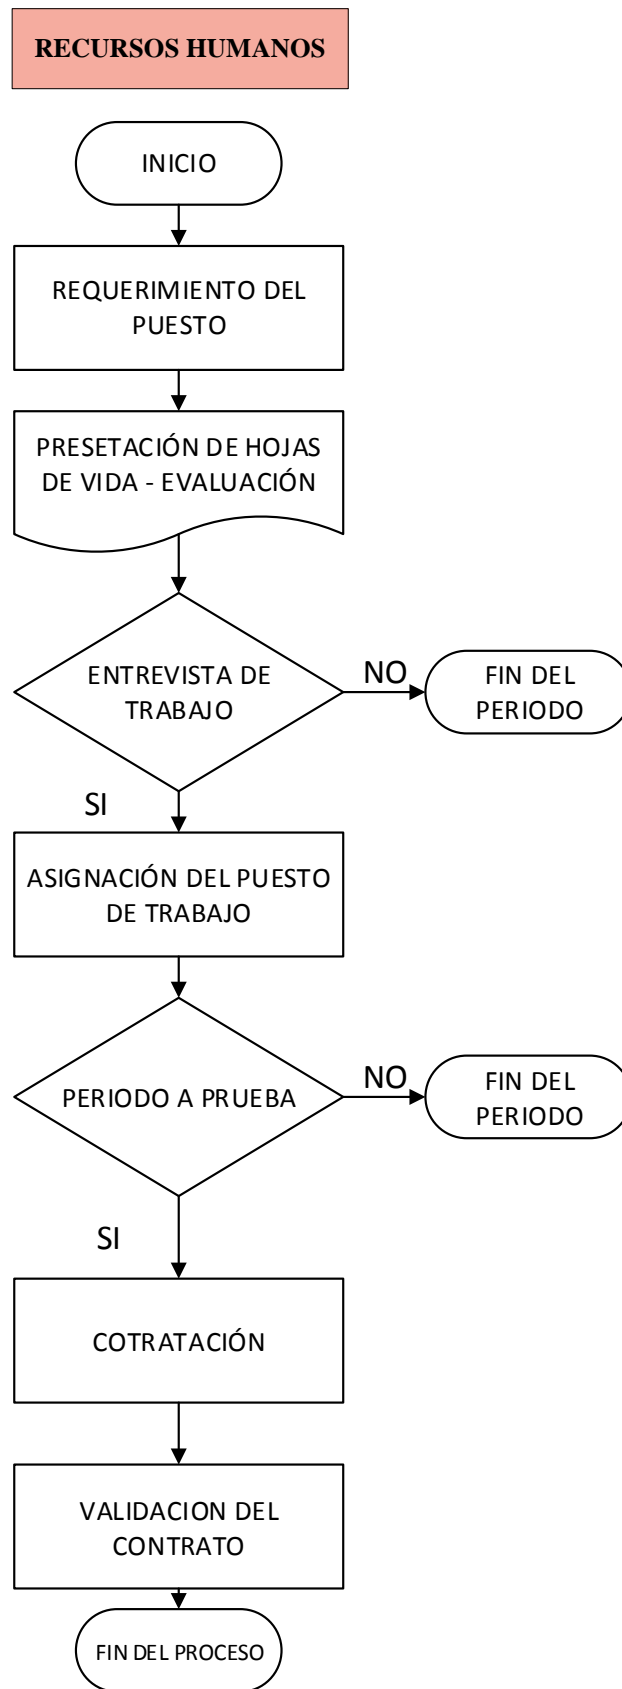 RECURSOS HUMANOS
INICIO
REQUERIMIENTO DEL
PUESTO
PRESETACIÓN DE HOJAS
DE VIDA - EVALUACIÓN
ENTREVISTA DE
TRABAJO
NO
FIN DEL
PERIODO
SI
ASIGNACIÓN DEL PUESTO
DE TRABAJO
PERIODO A PRUEBA
NO
FIN DEL
PERIODO
SI
COTRATACIÓN
VALIDACION DEL
CONTRATO
FIN DEL PROCESO